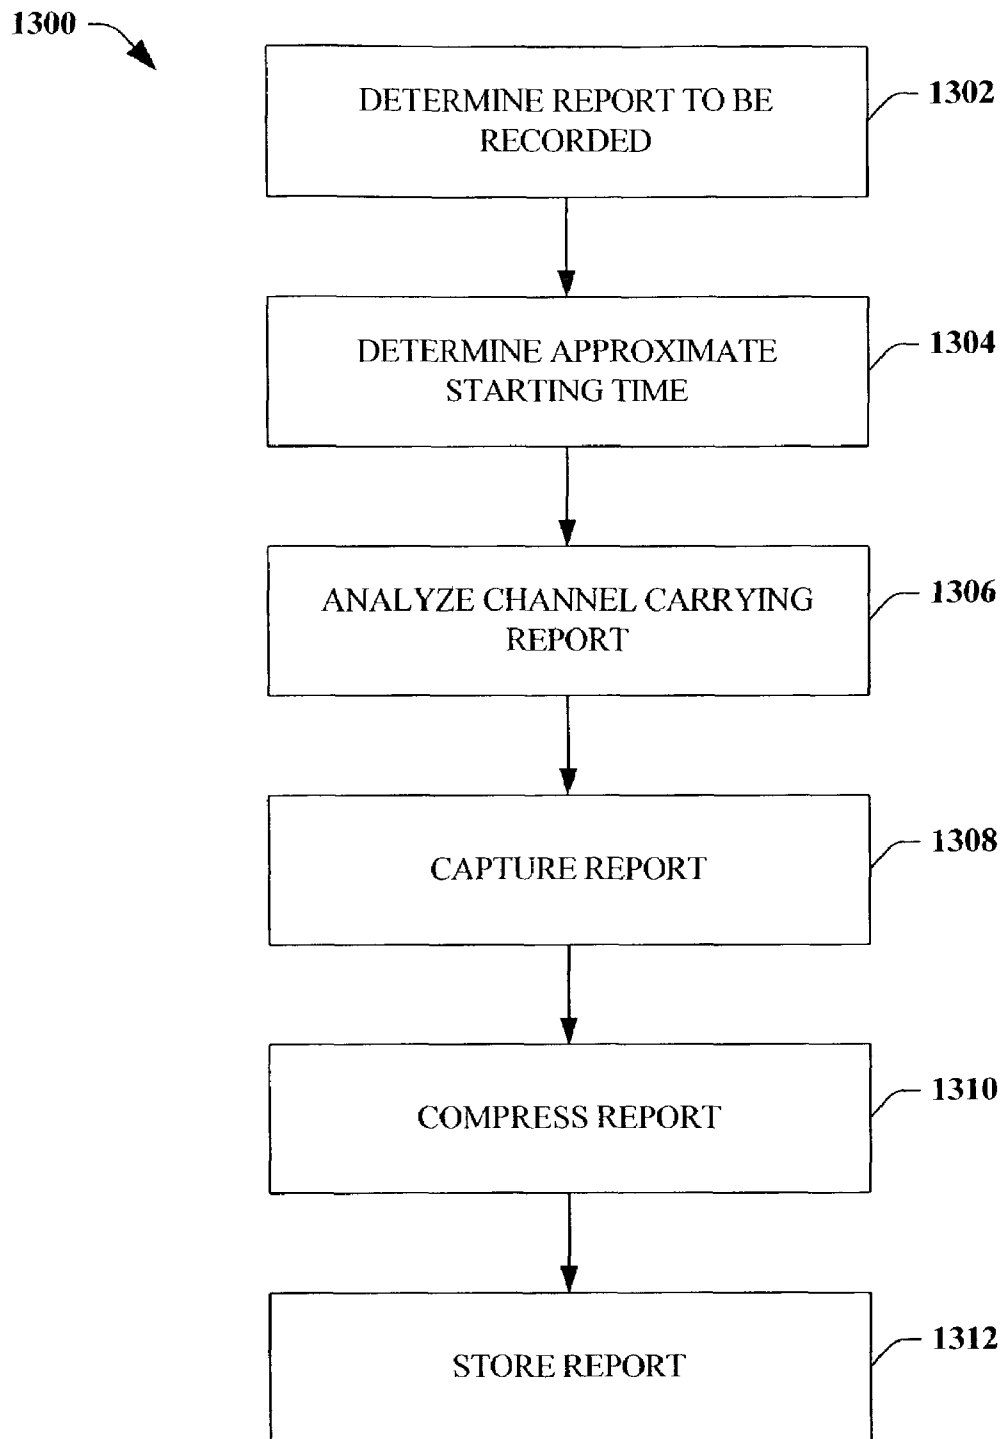 1300
DETERMINE REPORT TO BE
RECORDED
1302
DETERMINE APPROXIMATE
STARTING TIME
1304
ANALYZE CHANNEL CARRYING
REPORT
1306
CAPTURE REPORT
1308
COMPRESS REPORT
1310
STORE REPORT
1312